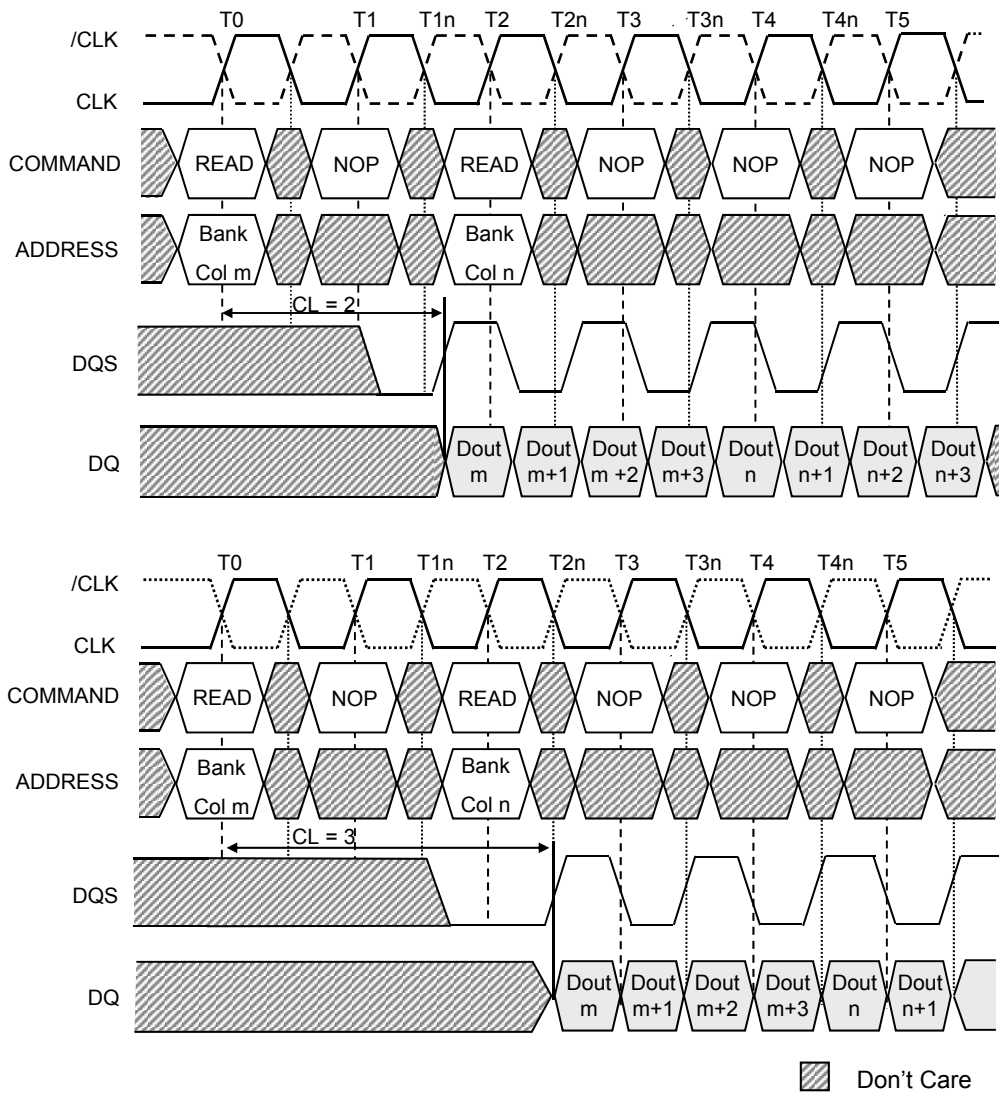 T0 T1 T1n T2 T2n T3 T3n T4 T4n T5
/CLK
CLK
COMMAND READ NOP READ NOP NOP NOP
ADDRESS Bank Col m Bank Col n
CL = 2
DQS
DQ Dout m Dout m+1 Dout m +2 Dout m+3 Dout n Dout n+1 Dout n+2 Dout n+3
T0 T1 T1n T2 T2n T3 T3n T4 T4n T5
/CLK
CLK
COMMAND READ NOP READ NOP NOP NOP
ADDRESS Bank Col m Bank Col n
CL = 3
DQS
DQ Dout m Dout m+1 Dout m+2 Dout m+3 Dout n Dout n+1
Don't Care